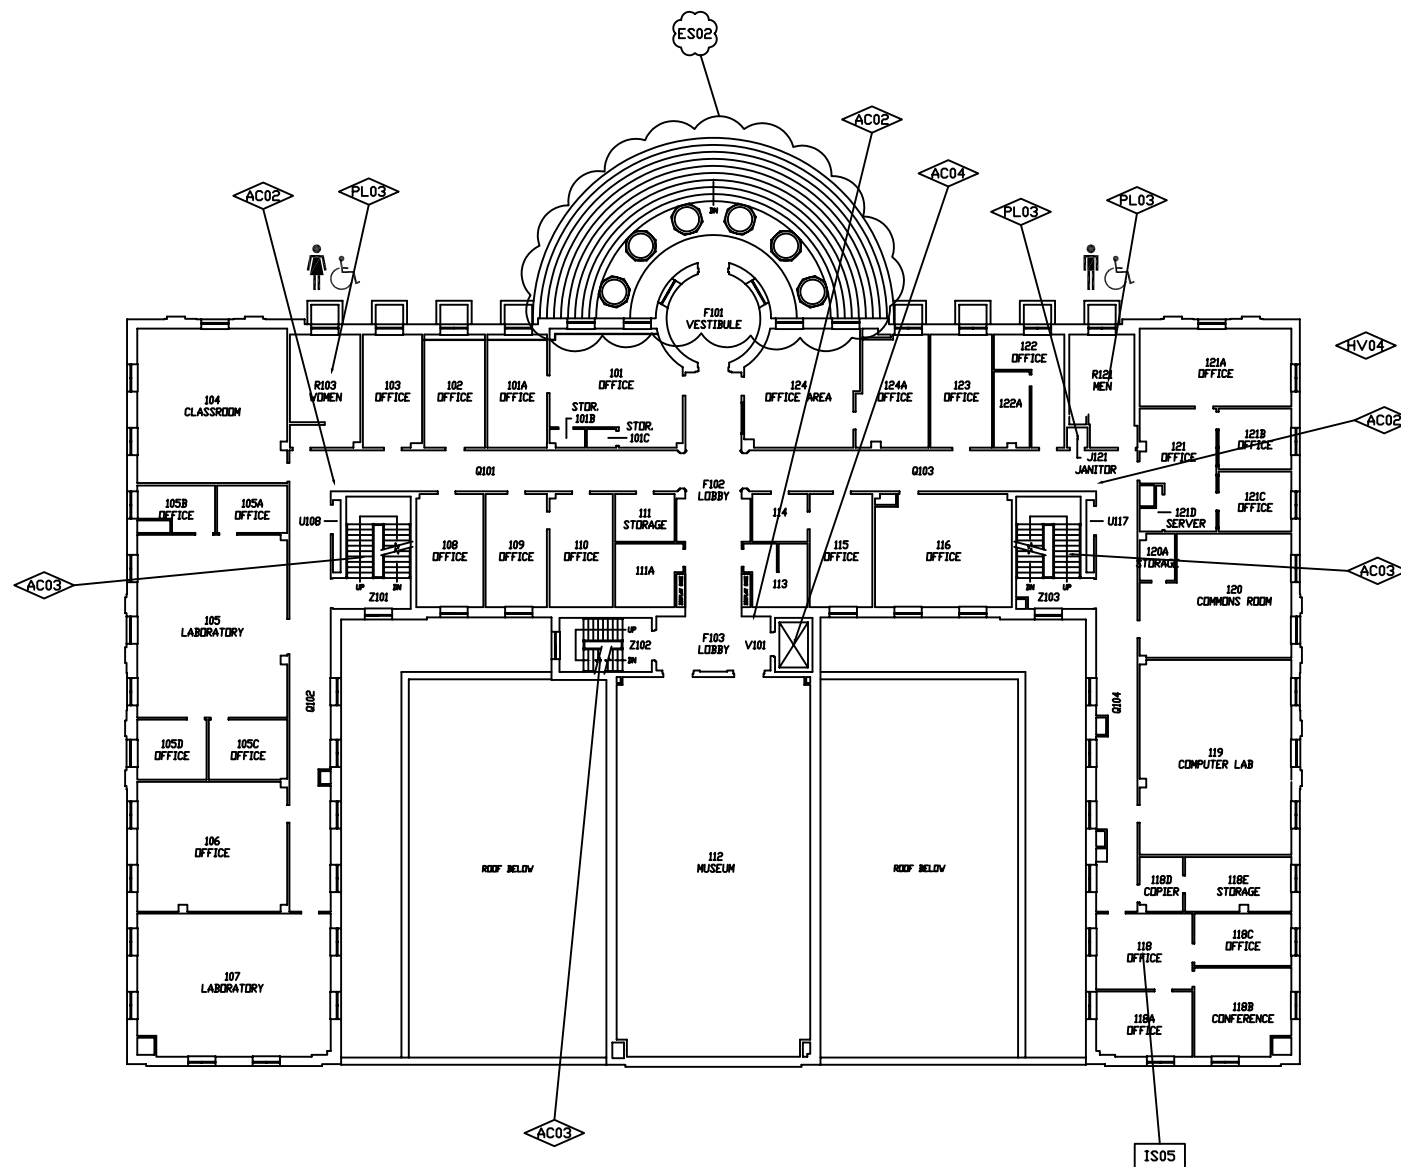 ES02
AC02
AC04
AC02
PL03
PL03
PL03
DN
F101
VESTIBULE
HV04
104
CLASSROOM
R103
WOMEN
103
OFFICE
102
OFFICE
101A
OFFICE
101
OFFICE
STOR.
101B
STOR.
101C
124
OFFICE AREA
124A
OFFICE
123
OFFICE
122
OFFICE
122A
R121
MEN
121A
OFFICE
AC02
121
OFFICE
121B
OFFICE
J121
JANITOR
Q101
F102
LOBBY
Q103
105B
OFFICE
105A
OFFICE
U108
111
STORAGE
114
U117
121D
SERVER
121C
OFFICE
108
OFFICE
109
OFFICE
110
OFFICE
111A
113
115
OFFICE
116
OFFICE
120A
STORAGE
120
COMMONS ROOM
AC03
UP
DN
Z101
UP
DN
Z103
AC03
105
LABORATORY
UP
Z102
DN
F103
LOBBY
V101
Q102
Q104
105D
OFFICE
105C
OFFICE
119
COMPUTER LAB
106
OFFICE
ROOF BELOW
112
MUSEUM
ROOF BELOW
118D
COPIER
118E
STORAGE
118
OFFICE
118C
OFFICE
107
LABORATORY
118A
OFFICE
118B
CONFERENCE
AC03
IS05